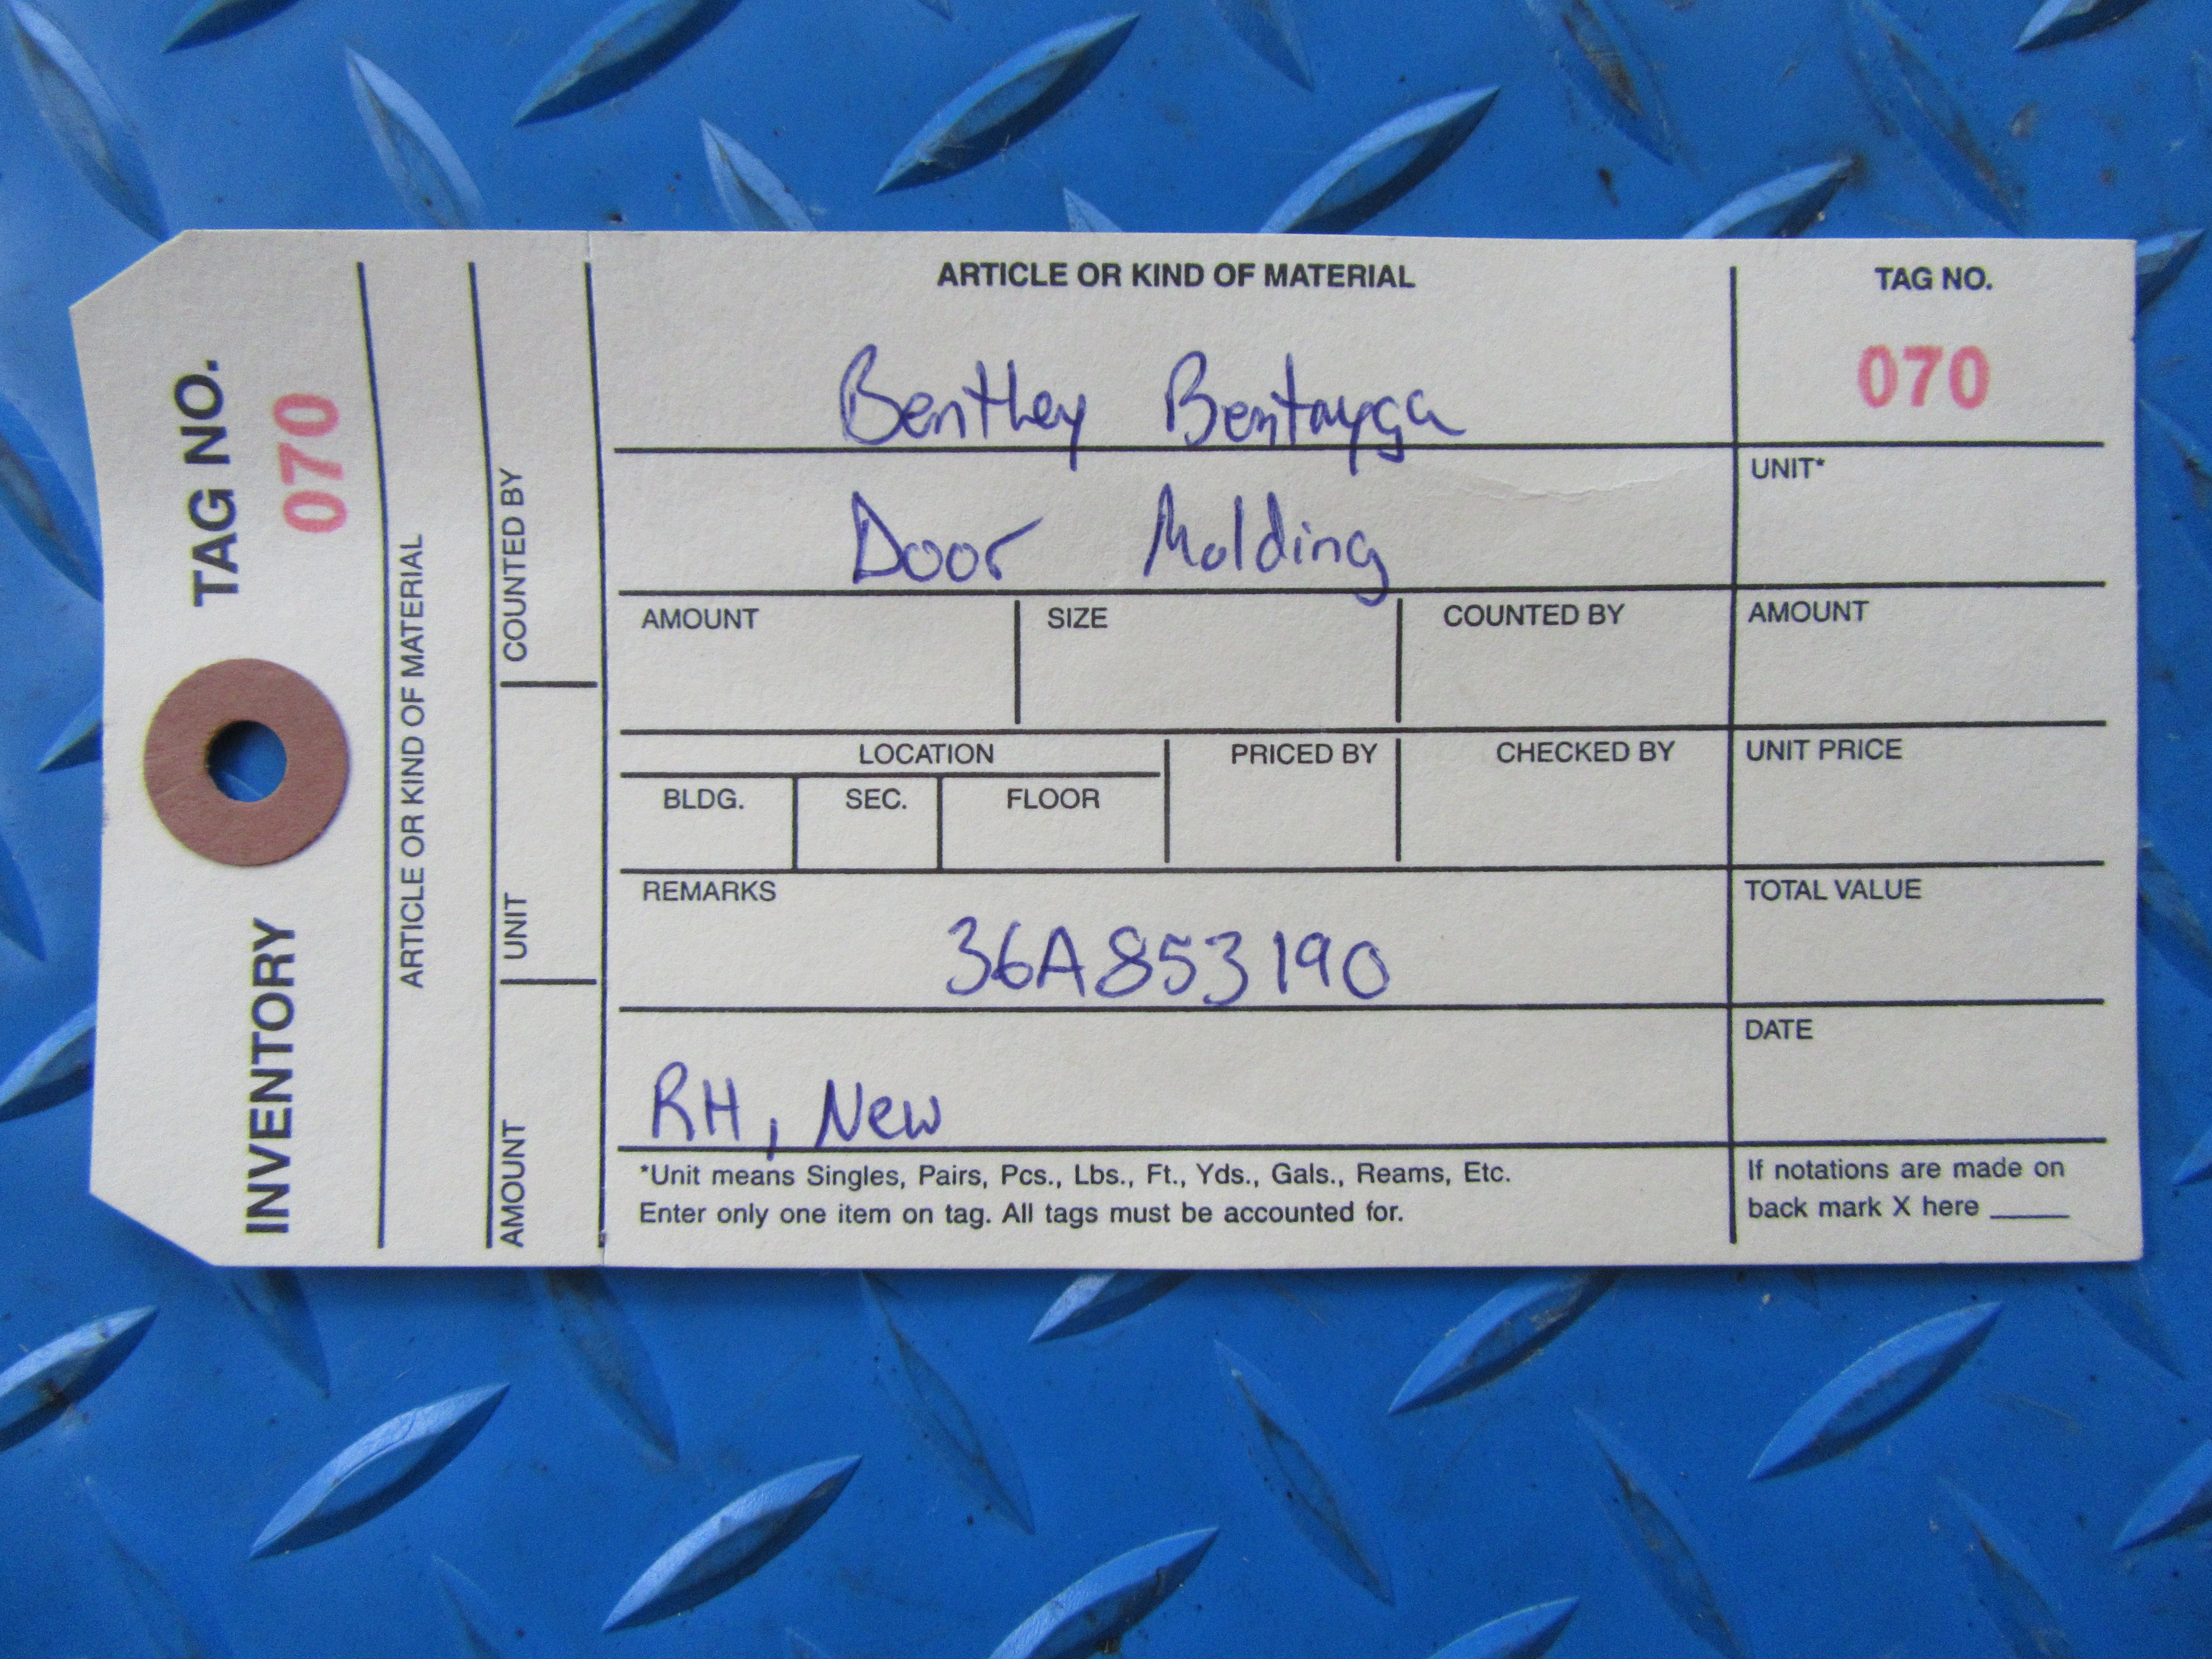 INVENTORY TAG NO.
070
ARTICLE OR KIND OF MATERIAL
AMOUNT UNIT COUNTED BY
ARTICLE OR KIND OF MATERIAL
Bentley Bentayga
Door Molding
TAG NO.
070
UNIT*
AMOUNT SIZE COUNTED BY AMOUNT
LOCATION PRICED BY CHECKED BY UNIT PRICE
BLDG. SEC. FLOOR
REMARKS TOTAL VALUE
36A853190
DATE
RH, New
*Unit means Singles, Pairs, Pcs., Lbs., Ft., Yds., Gals., Reams, Etc.
Enter only one item on tag. All tags must be accounted for.
If notations are made on
back mark X here ____